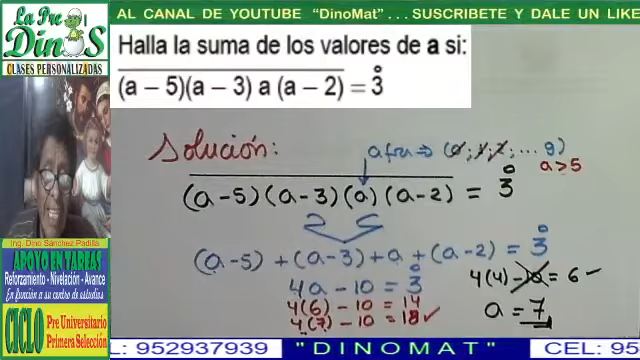 AL CANAL DE YOUTUBE "DinoMat"...SUSCRIBETE Y DALE UN LIKE
La Pre
DinoS
CLASES PERSONALIZADAS
Halla la suma de los valores de a si:
(a – 5)(a – 3) a (a – 2) = 3̊
Solución:
a fru => (0; 1; 2; ... 9)
a>5
(a-5)(a-3)(a)(a-2) = 3̊
(a-5) + (a-3) + a + (a-2) = 3̊
4a - 10 = 3̊
4(4) - 10 = 6
4(6) - 10 = 14
4(7) - 10 = 18 ✓
a = 7
Ing. Dino Sánchez Padilla
APOYO EN TAREAS
Reforzamiento - Nivelación - Avance
En función a su centro de estudios
CICLO
Pre Universitario
Primera Selección
L: 952937939 "DINOMAT" CEL: 95